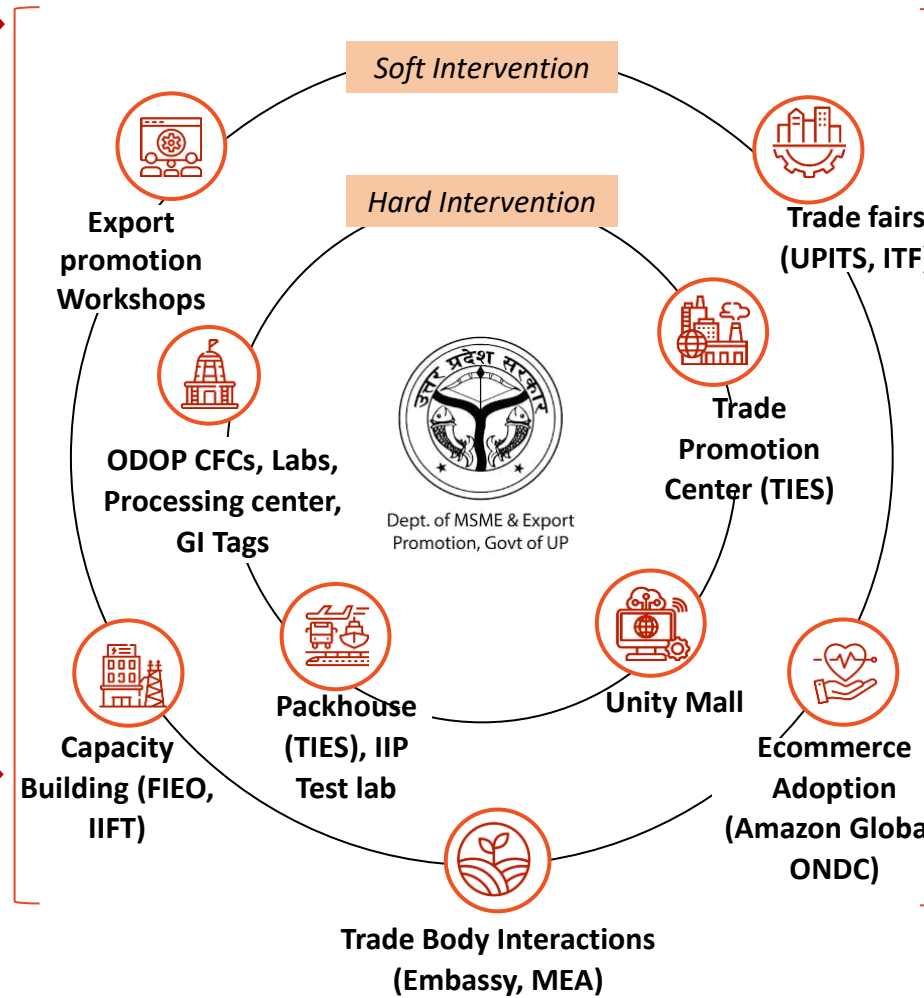 Soft Intervention
Hard Intervention
Export
promotion
Workshops
Trade fairs
(UPITS, ITF)
ODOP CFCs, Labs,
Processing center,
GI Tags
उत्तर प्रदेश सरकार
Dept. of MSME & Export
Promotion, Govt of UP
Trade
Promotion
Center (TIES)
Packhouse
(TIES), IIP
Test lab
Unity Mall
Capacity
Building (FIEO,
IIFT)
Ecommerce
Adoption
(Amazon Globa
ONDC)
Trade Body Interactions
(Embassy, MEA)